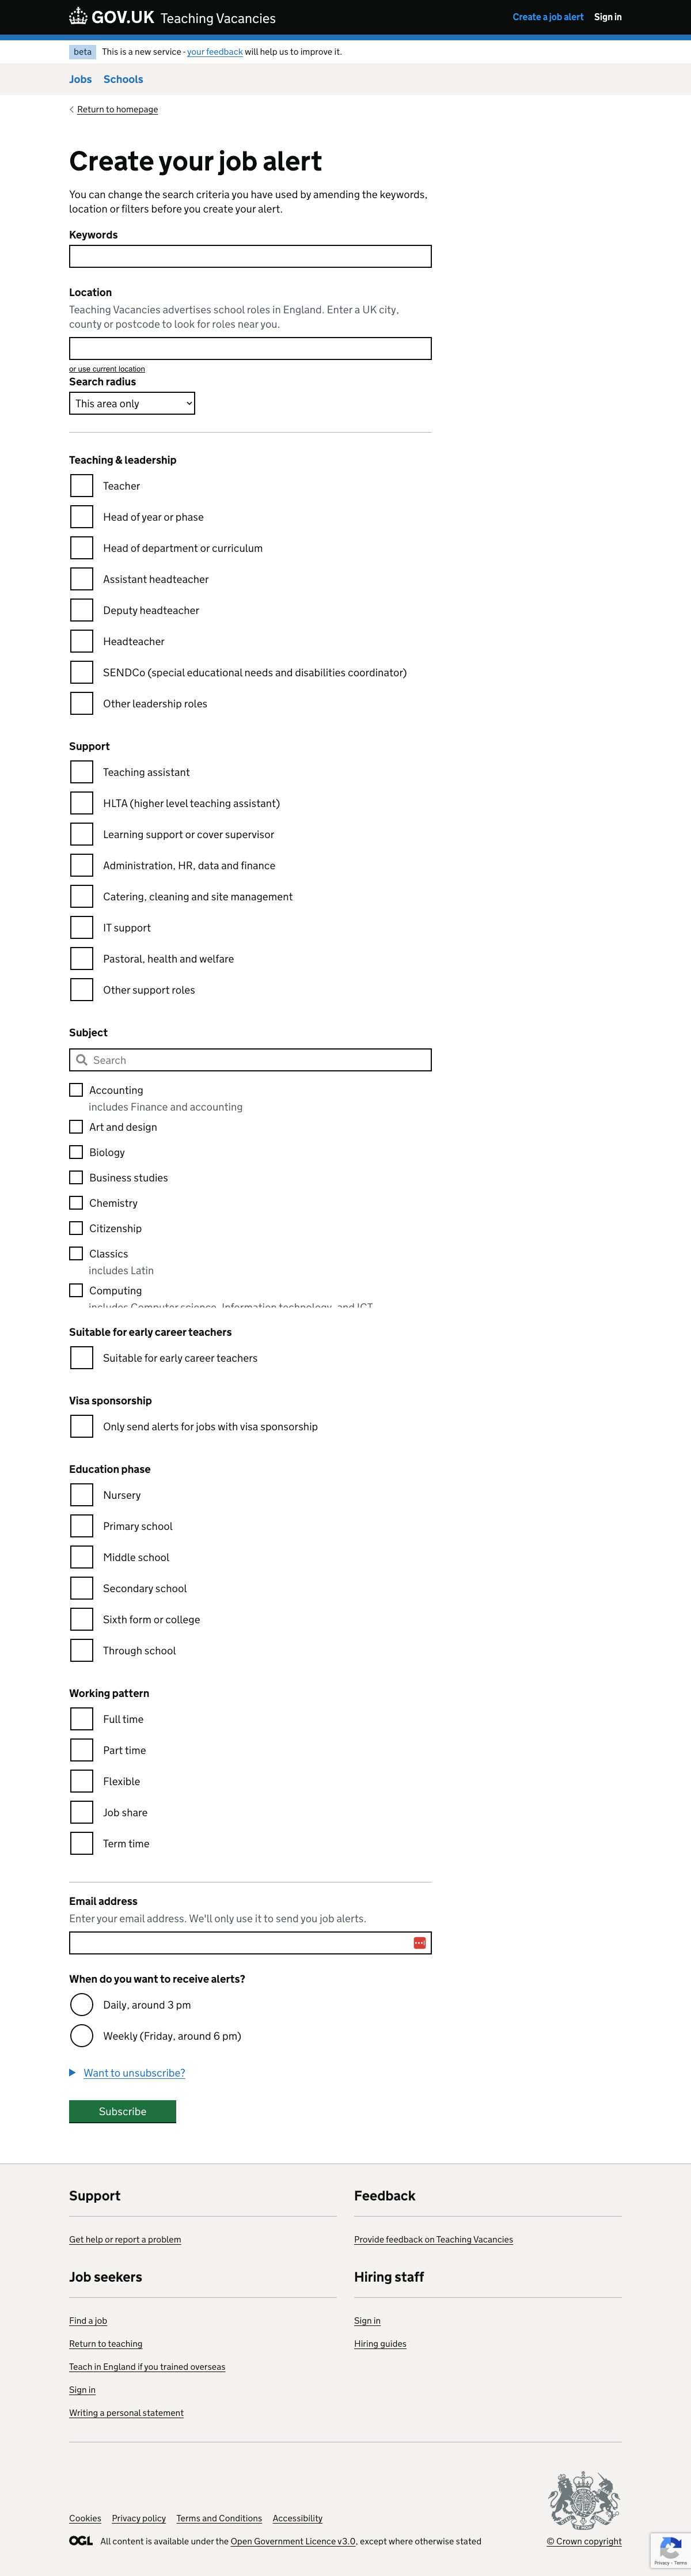 GOV.UK Teaching Vacancies
Create a job alert Sign in
beta This is a new service - your feedback will help us to improve it.
Jobs Schools
Return to homepage
Create your job alert
You can change the search criteria you have used by amending the keywords,
location or filters before you create your alert.
Keywords
Location
Teaching Vacancies advertises school roles in England. Enter a UK city,
county or postcode to look for roles near you.
or use current location
Search radius
This area only
Teaching & leadership
Teacher
Head of year or phase
Head of department or curriculum
Assistant headteacher
Deputy headteacher
Headteacher
SENDCo (special educational needs and disabilities coordinator)
Other leadership roles
Support
Teaching assistant
HLTA (higher level teaching assistant)
Learning support or cover supervisor
Administration, HR, data and finance
Catering, cleaning and site management
IT support
Pastoral, health and welfare
Other support roles
Subject
Search
Accounting
includes Finance and accounting
Art and design
Biology
Business studies
Chemistry
Citizenship
Classics
includes Latin
Computing
includes Computer science, Information technology, and ICT
Suitable for early career teachers
Suitable for early career teachers
Visa sponsorship
Only send alerts for jobs with visa sponsorship
Education phase
Nursery
Primary school
Middle school
Secondary school
Sixth form or college
Through school
Working pattern
Full time
Part time
Flexible
Job share
Term time
Email address
Enter your email address. We'll only use it to send you job alerts.
When do you want to receive alerts?
Daily, around 3 pm
Weekly (Friday, around 6 pm)
Want to unsubscribe?
Subscribe
Support
Get help or report a problem
Feedback
Provide feedback on Teaching Vacancies
Job seekers
Find a job
Return to teaching
Teach in England if you trained overseas
Sign in
Writing a personal statement
Hiring staff
Sign in
Hiring guides
Cookies Privacy policy Terms and Conditions Accessibility
OGL All content is available under the Open Government Licence v3.0, except where otherwise stated
© Crown copyright
Privacy - Terms